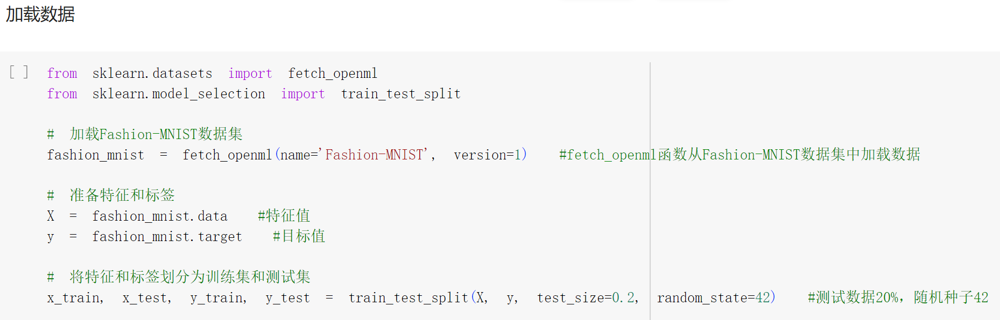 加载数据
[ ] from sklearn.datasets import fetch_openml
from sklearn.model_selection import train_test_split
# 加载Fashion-MNIST数据集
fashion_mnist = fetch_openml(name='Fashion-MNIST', version=1) #fetch_openml函数从Fashion-MNIST数据集中加载数据
# 准备特征和标签
X = fashion_mnist.data #特征值
y = fashion_mnist.target #目标值
# 将特征和标签划分为训练集和测试集
x_train, x_test, y_train, y_test = train_test_split(X, y, test_size=0.2, random_state=42) #测试数据20%，随机种子42